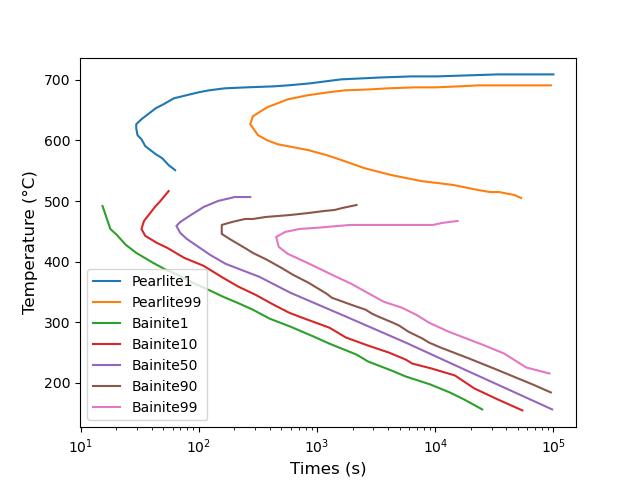 700
600
500
400
300
200
Temperature (°C)
Pearlite1
Pearlite99
Bainite1
Bainite10
Bainite50
Bainite90
Bainite99
10¹ 10² 10³ 10⁴ 10⁵
Times (s)